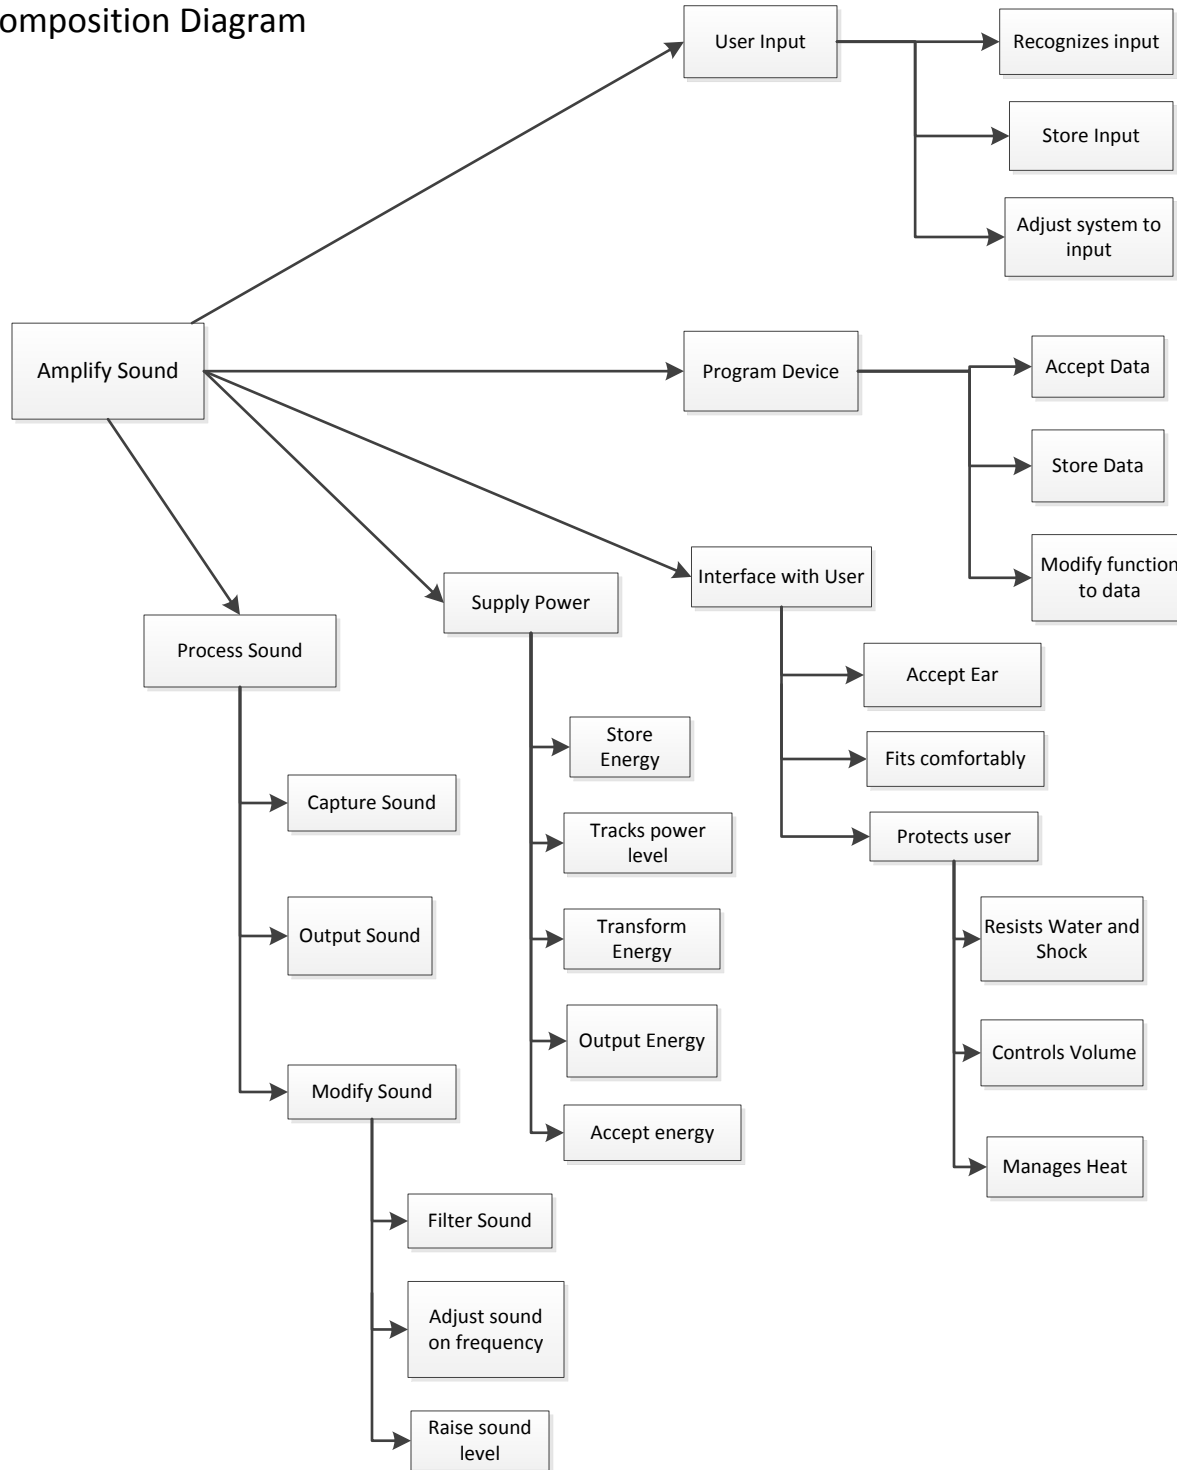 omposition Diagram
User Input
Recognizes input
Store Input
Adjust system to
input
Amplify Sound
Program Device
Accept Data
Store Data
Modify function
to data
Interface with User
Supply Power
Process Sound
Accept Ear
Fits comfortably
Protects user
Store
Energy
Tracks power
level
Transform
Energy
Output Energy
Accept energy
Capture Sound
Output Sound
Modify Sound
Resists Water and
Shock
Controls Volume
Manages Heat
Filter Sound
Adjust sound
on frequency
Raise sound
level